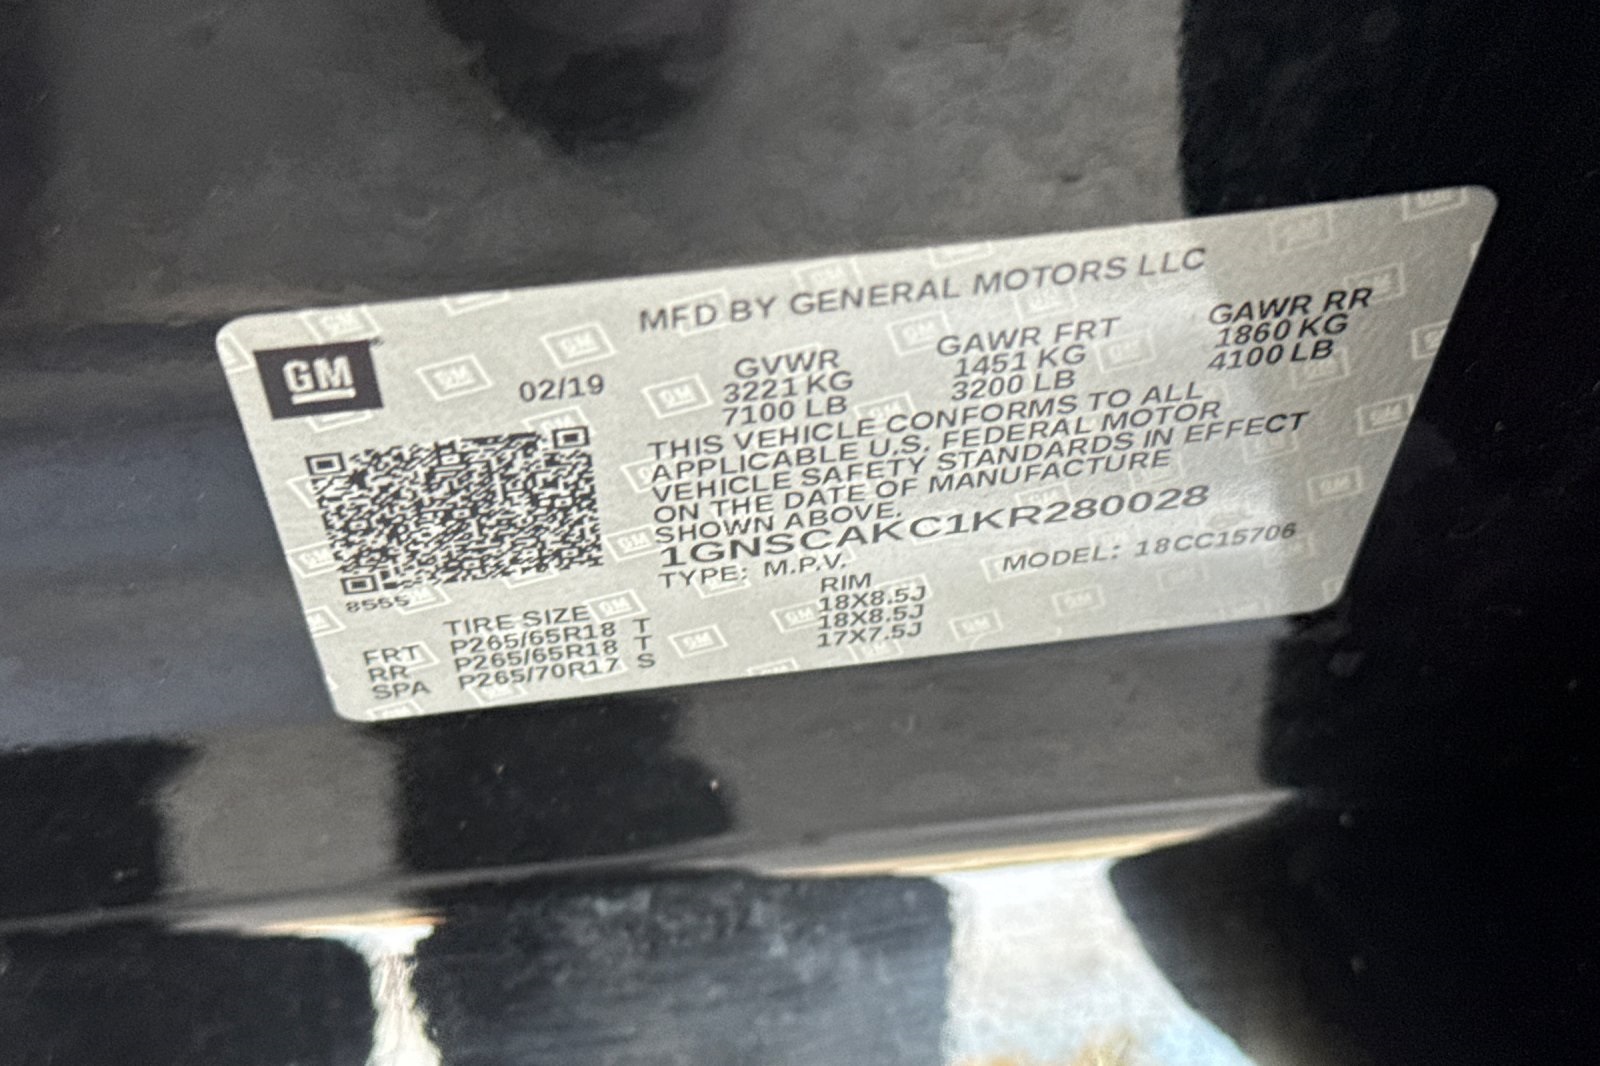 MFD BY GENERAL MOTORS LLC
GM
02/19
GVWR GAWR FRT GAWR RR
3221 KG 1451 KG 1860 KG
7100 LB 3200 LB 4100 LB
THIS VEHICLE CONFORMS TO ALL
APPLICABLE U.S. FEDERAL MOTOR
VEHICLE SAFETY STANDARDS IN EFFECT
ON THE DATE OF MANUFACTURE
SHOWN ABOVE.
1GNSCAKC1KR280028
TYPE: M.P.V. MODEL: 18CC15706
8555
TIRE SIZE RIM
FRT P265/65R18 T 18X8.5J
RR P265/65R18 T 18X8.5J
SPA P265/70R17 S 17X7.5J